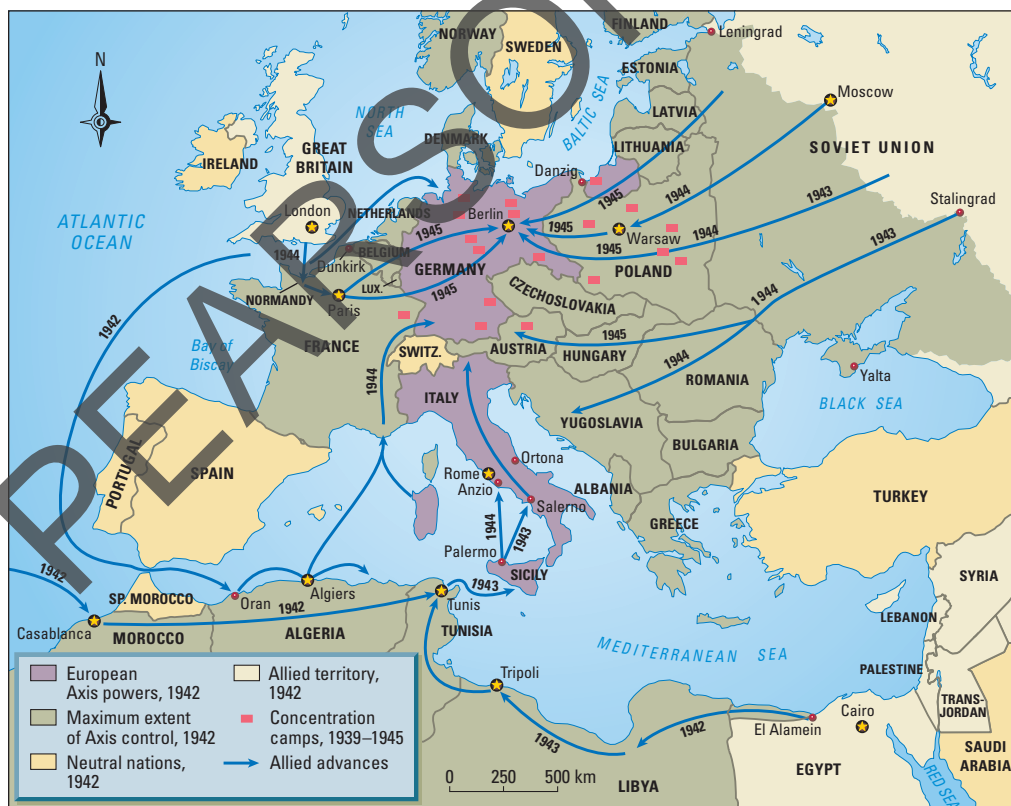 N
NORWAY
SWEDEN
FINLAND
Leningrad
ESTONIA
Moscow
NORTH
SEA
BALTIC SEA
LATVIA
DENMARK
LITHUANIA
SOVIET UNION
IRELAND
GREAT
BRITAIN
Danzig
1945
1944
1943
Stalingrad
ATLANTIC
OCEAN
London
NETHERLANDS
Berlin
1945
1945
Warsaw
1945
1944
1943
1944
Dunkirk
BELGIUM
GERMANY
POLAND
NORMANDY
LUX.
Paris
1945
CZECHOSLOVAKIA
1944
1942
Bay of
Biscay
FRANCE
SWITZ.
AUSTRIA
1945
HUNGARY
1944
1944
ROMANIA
Yalta
BLACK SEA
ITALY
YUGOSLAVIA
BULGARIA
PORTUGAL
SPAIN
Ortona
Rome
Anzio
ALBANIA
Salerno
TURKEY
GREECE
1944
1943
Palermo
SICILY
1942
SP. MOROCCO
Oran
Algiers
1943
Tunis
SYRIA
Casablanca
MOROCCO
1942
ALGERIA
TUNISIA
LEBANON
MEDITERRANEAN SEA
PALESTINE
Tripoli
TRANS-
JORDAN
Cairo
El Alamein
1942
1943
SAUDI
ARABIA
LIBYA
EGYPT
RED SEA
European
Axis powers, 1942
Maximum extent
of Axis control, 1942
Neutral nations,
1942
Allied territory,
1942
Concentration
camps, 1939–1945
Allied advances
0 250 500 km
PEARSON